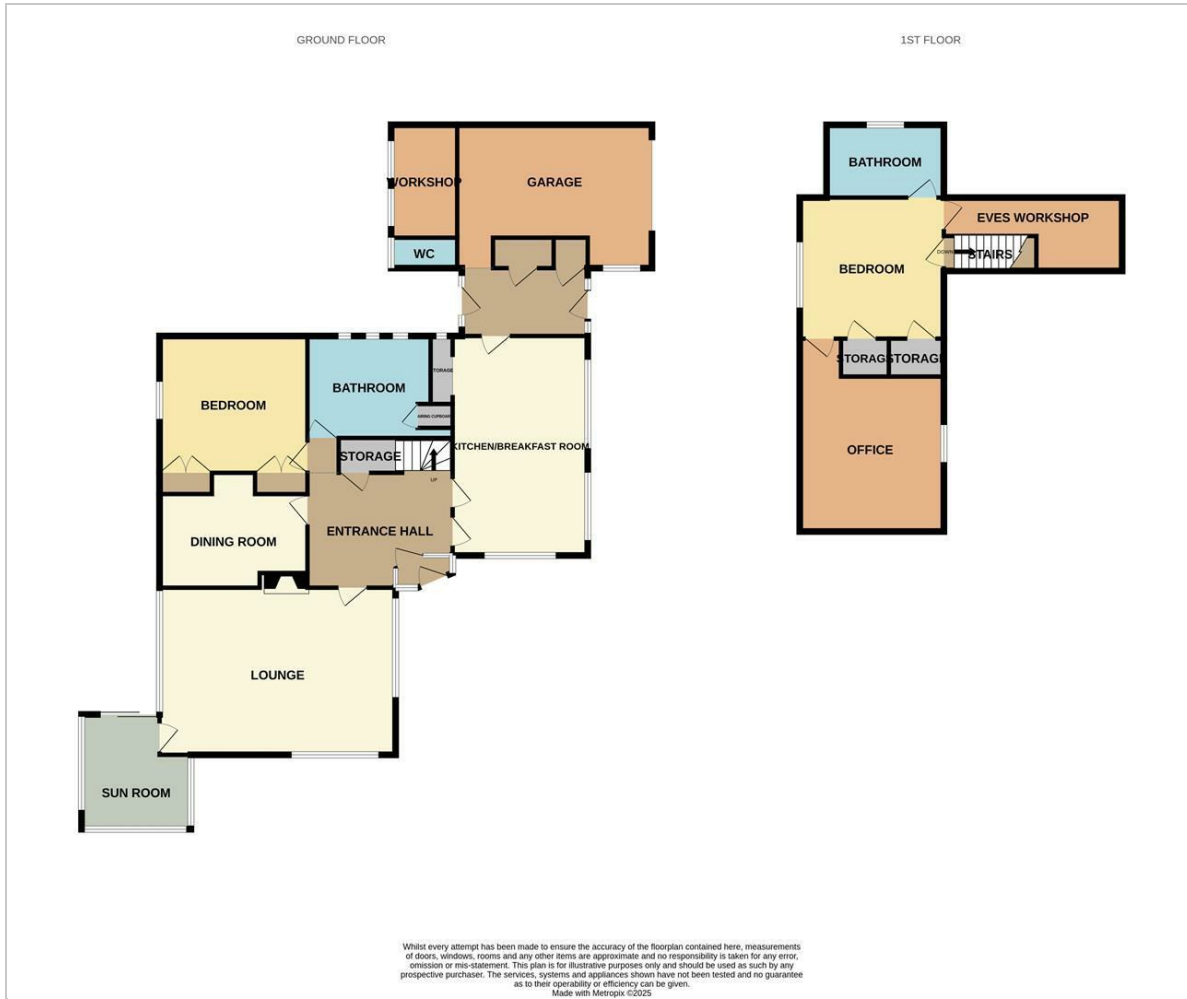 GROUND FLOOR
1ST FLOOR
WORKSHOP
GARAGE
WC
BEDROOM
BATHROOM
STORAGE
AIRING CUPBOARD
KITCHEN/BREAKFAST ROOM
STORAGE
UP
DINING ROOM
ENTRANCE HALL
LOUNGE
SUN ROOM
BATHROOM
EVES WORKSHOP
DOWN
STAIRS
BEDROOM
STORAGE
STORAGE
OFFICE
Whilst every attempt has been made to ensure the accuracy of the floorplan contained here, measurements
of doors, windows, rooms and any other items are approximate and no responsibility is taken for any error,
omission or mis-statement. This plan is for illustrative purposes only and should be used as such by any
prospective purchaser. The services, systems and appliances shown have not been tested and no guarantee
as to their operability or efficiency can be given.
Made with Metropix ©2025